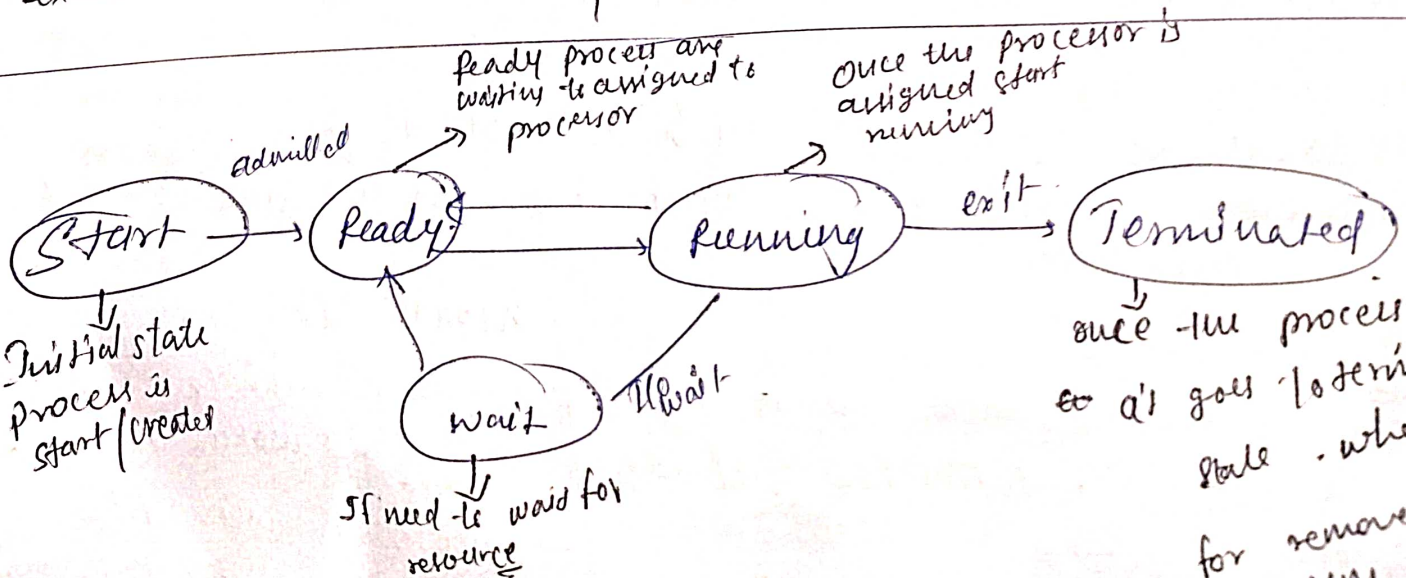 Ready process are
waiting to assigned to
processor
Once the processor is
assigned start
running
admitted
Start
Ready
Running
exit
Terminated
Initial state
process is
start/created
wait
wait
If need to wait for
resource
once the process
goes to
state. 
for remove